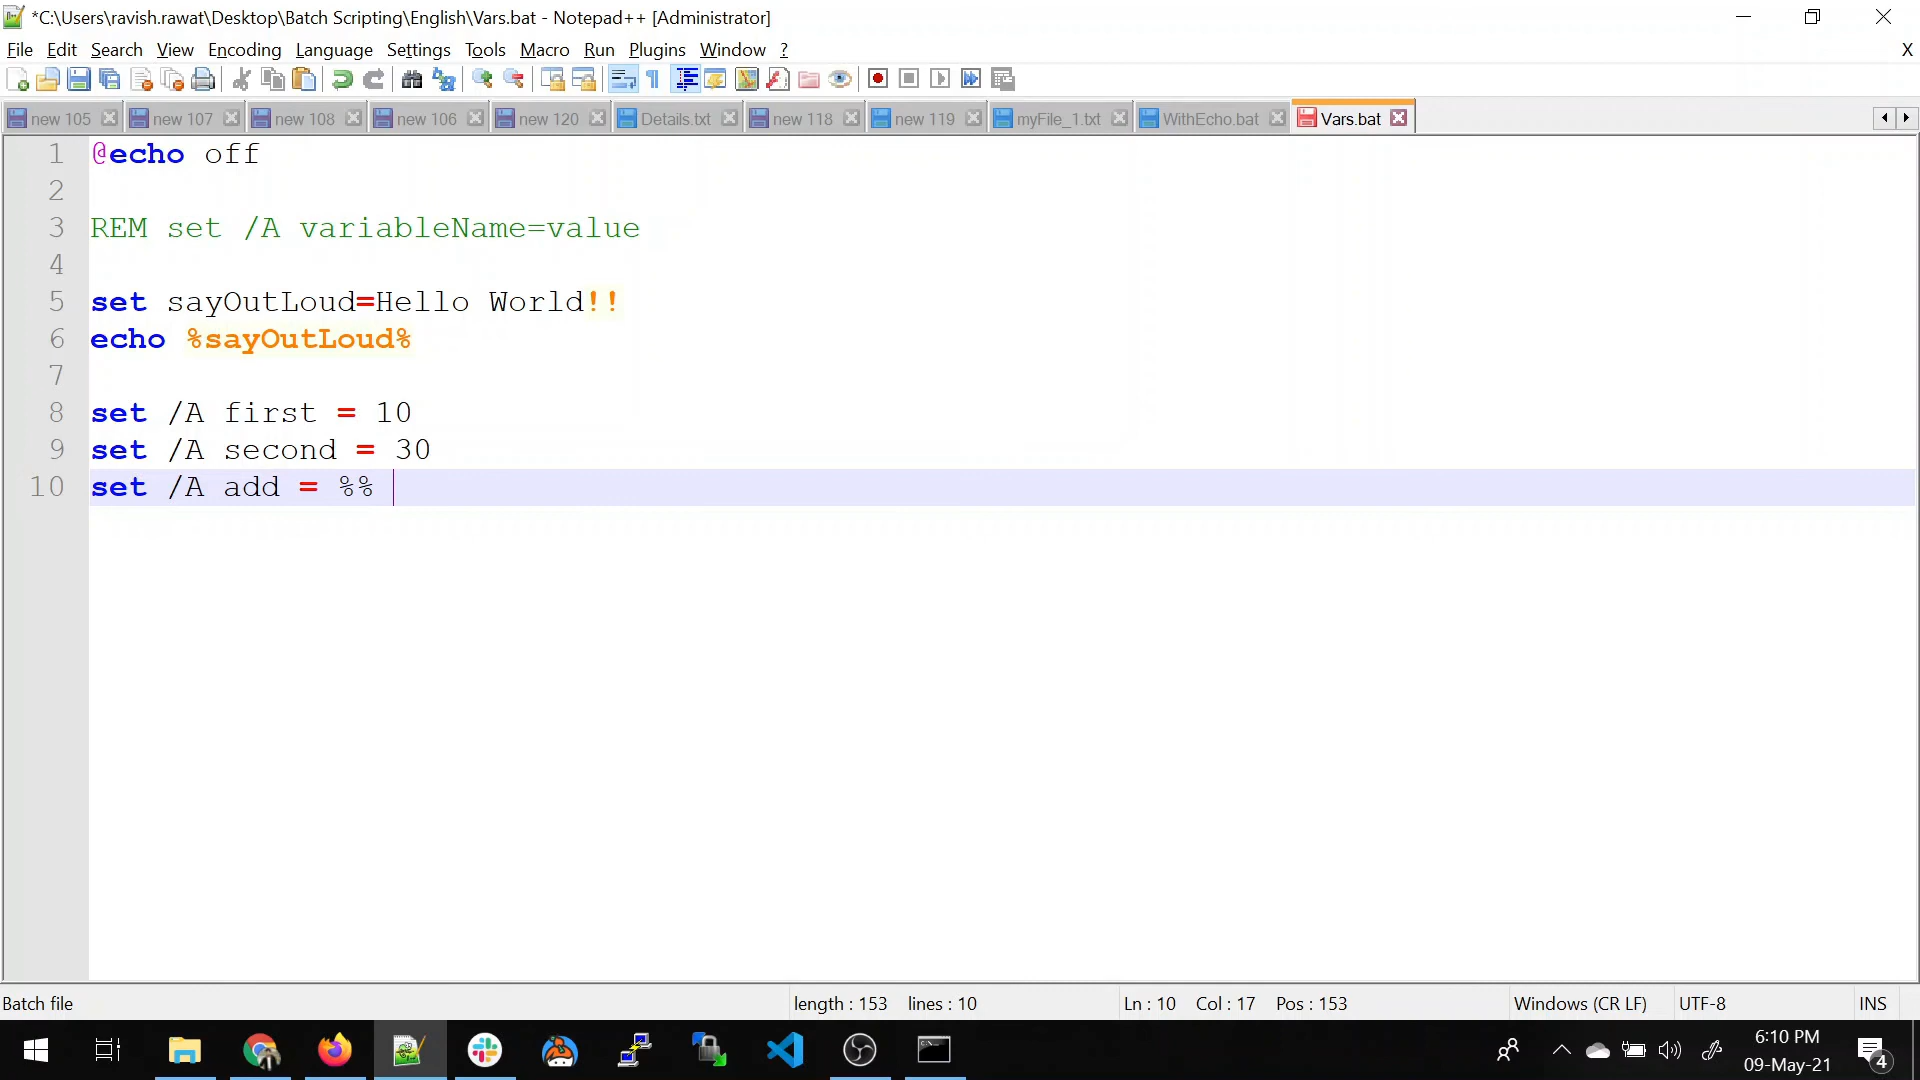 *C:\Users\ravish.rawat\Desktop\Batch Scripting\English\Vars.bat - Notepad++ [Administrator]
File Edit Search View Encoding Language Settings Tools Macro Run Plugins Window ? X
new 105 new 107 new 108 new 106 new 120 Details.txt new 118 new 119 myFile_1.txt WithEcho.bat Vars.bat
1 @echo off
2
3 REM set /A variableName=value
4
5 set sayOutLoud=Hello World!!
6 echo %sayOutLoud%
7
8 set /A first = 10
9 set /A second = 30
10 set /A add = %%
Batch file length : 153 lines : 10 Ln : 10 Col : 17 Pos : 153 Windows (CR LF) UTF-8 INS
6:10 PM
09-May-21
4